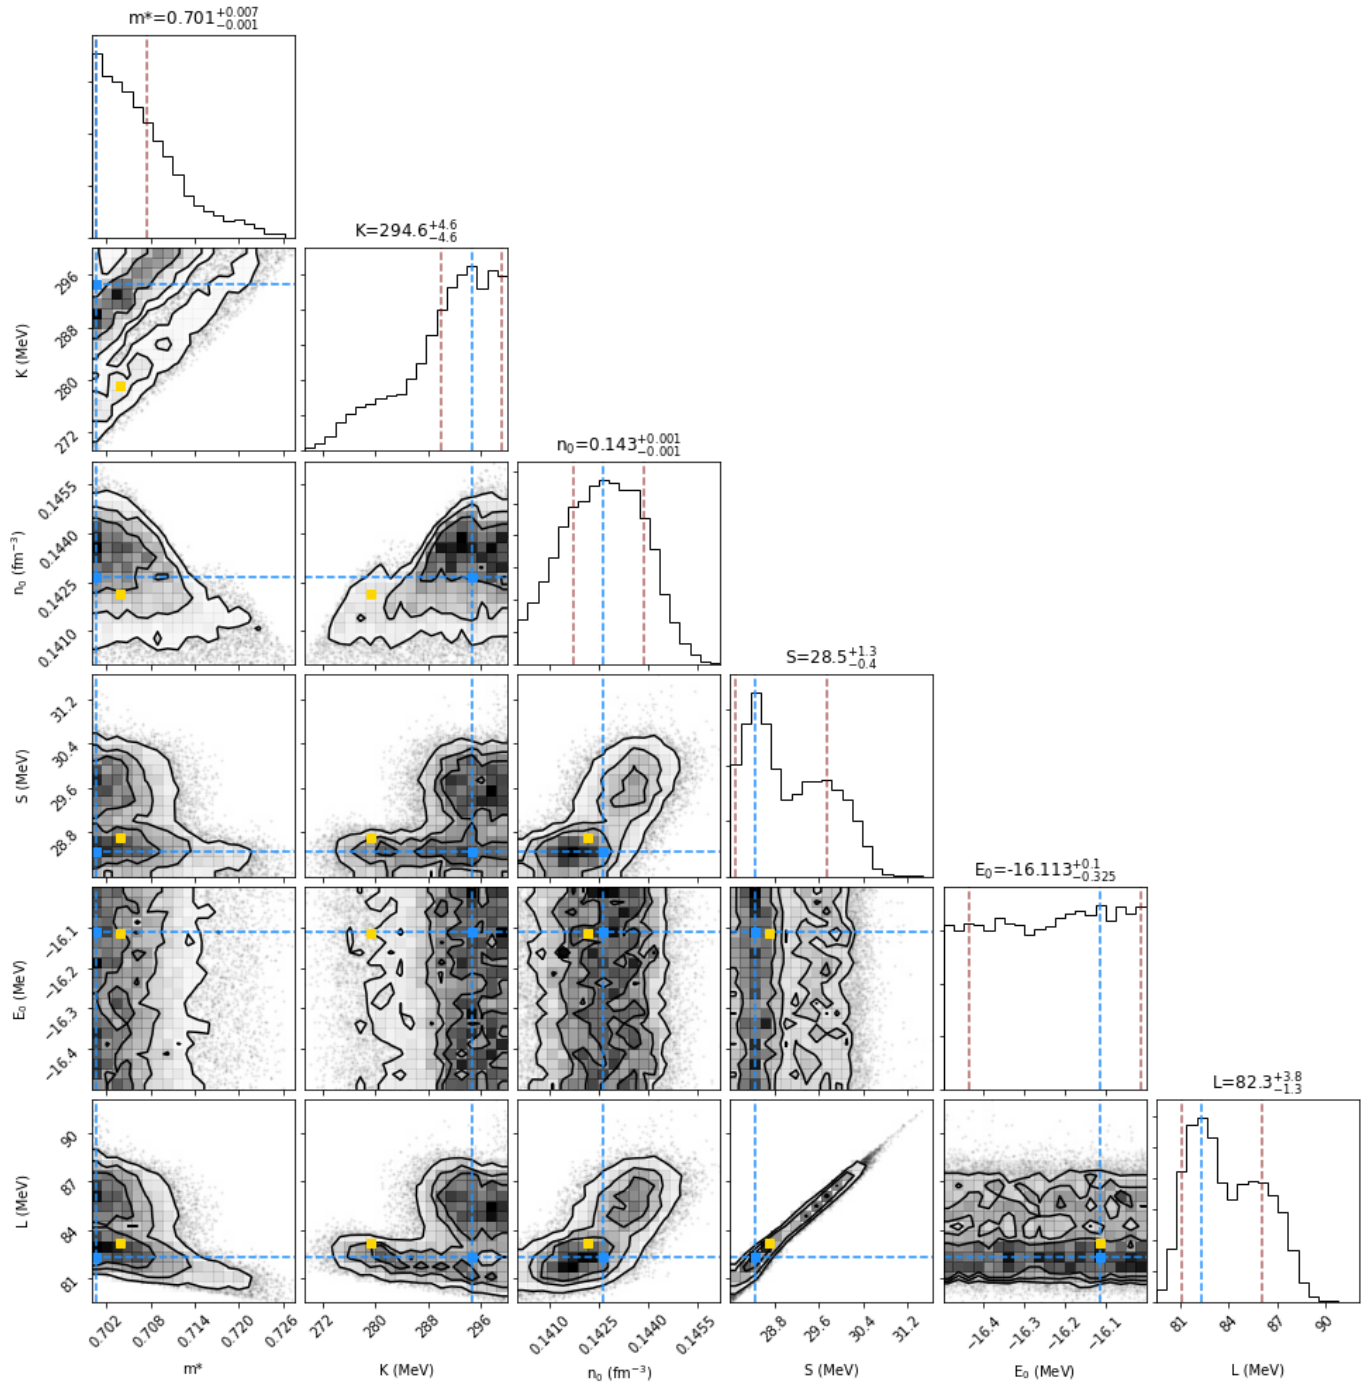 m*=0.701+0.007−0.001
K=294.6+4.6−4.6
296
288
280
272
K (MeV)
n0=0.143+0.001−0.001
0.1455
0.1440
0.1425
0.1410
n0 (fm−3)
S=28.5+1.3−0.4
31.2
30.4
29.6
28.8
S (MeV)
E0=-16.113+0.1−0.325
−16.1
−16.2
−16.3
−16.4
E0 (MeV)
L=82.3+3.8−1.3
90
87
84
81
L (MeV)
0.702 0.708 0.714 0.720 0.726 272 280 288 296 0.1410 0.1425 0.1440 0.1455 28.8 29.6 30.4 31.2 −16.4 −16.3 −16.2 −16.1 81 84 87 90
m* K (MeV) n0 (fm−3) S (MeV) E0 (MeV) L (MeV)